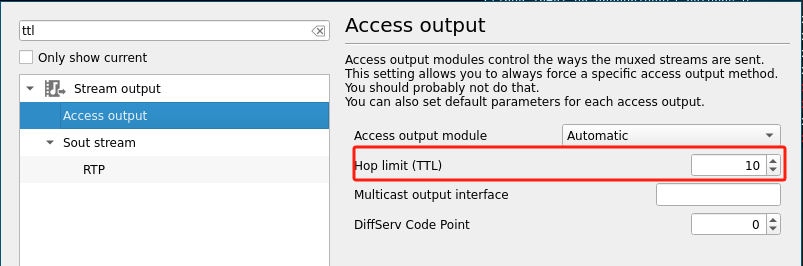 ttl
Only show current
Stream output
Access output
Sout stream
RTP
Access output
Access output modules control the ways the muxed streams are sent.
This setting allows you to always force a specific access output method.
You should probably not do that.
You can also set default parameters for each access output.
Access output module Automatic
Hop limit (TTL) 10
Multicast output interface
DiffServ Code Point 0